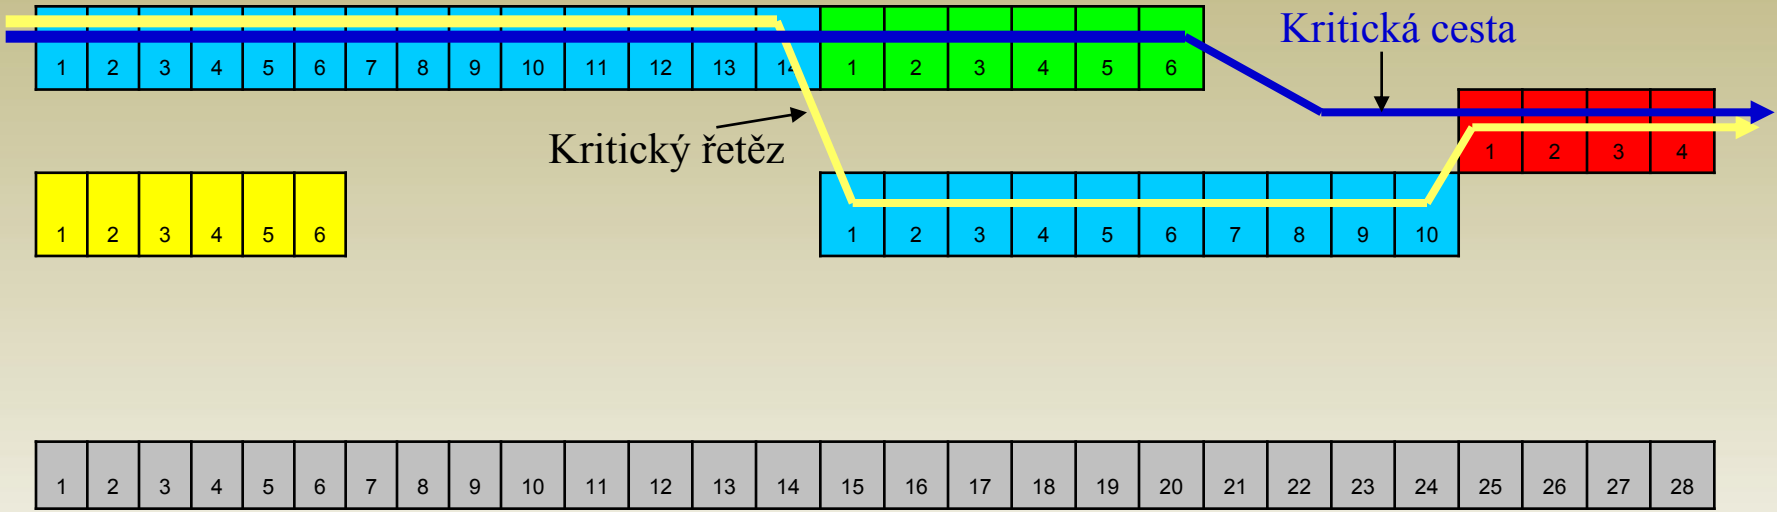 Kritická cesta
1 2 3 4 5 6 7 8 9 10 11 12 13 14 1 2 3 4 5 6
Kritický řetěz
1 2 3 4
1 2 3 4 5 6 1 2 3 4 5 6 7 8 9 10
1 2 3 4 5 6 7 8 9 10 11 12 13 14 15 16 17 18 19 20 21 22 23 24 25 26 27 28